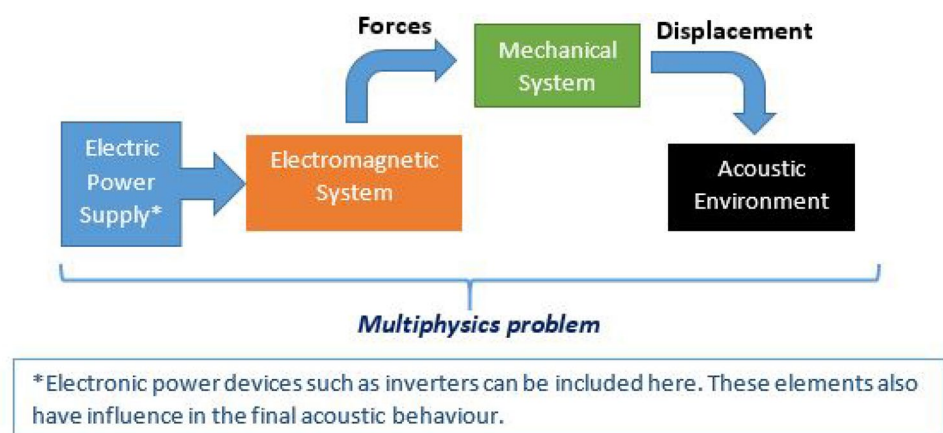 Forces
Displacement
Mechanical
System
Electric
Power
Supply*
Electromagnetic
System
Acoustic
Environment
Multiphysics problem
*Electronic power devices such as inverters can be included here. These elements also
have influence in the final acoustic behaviour.